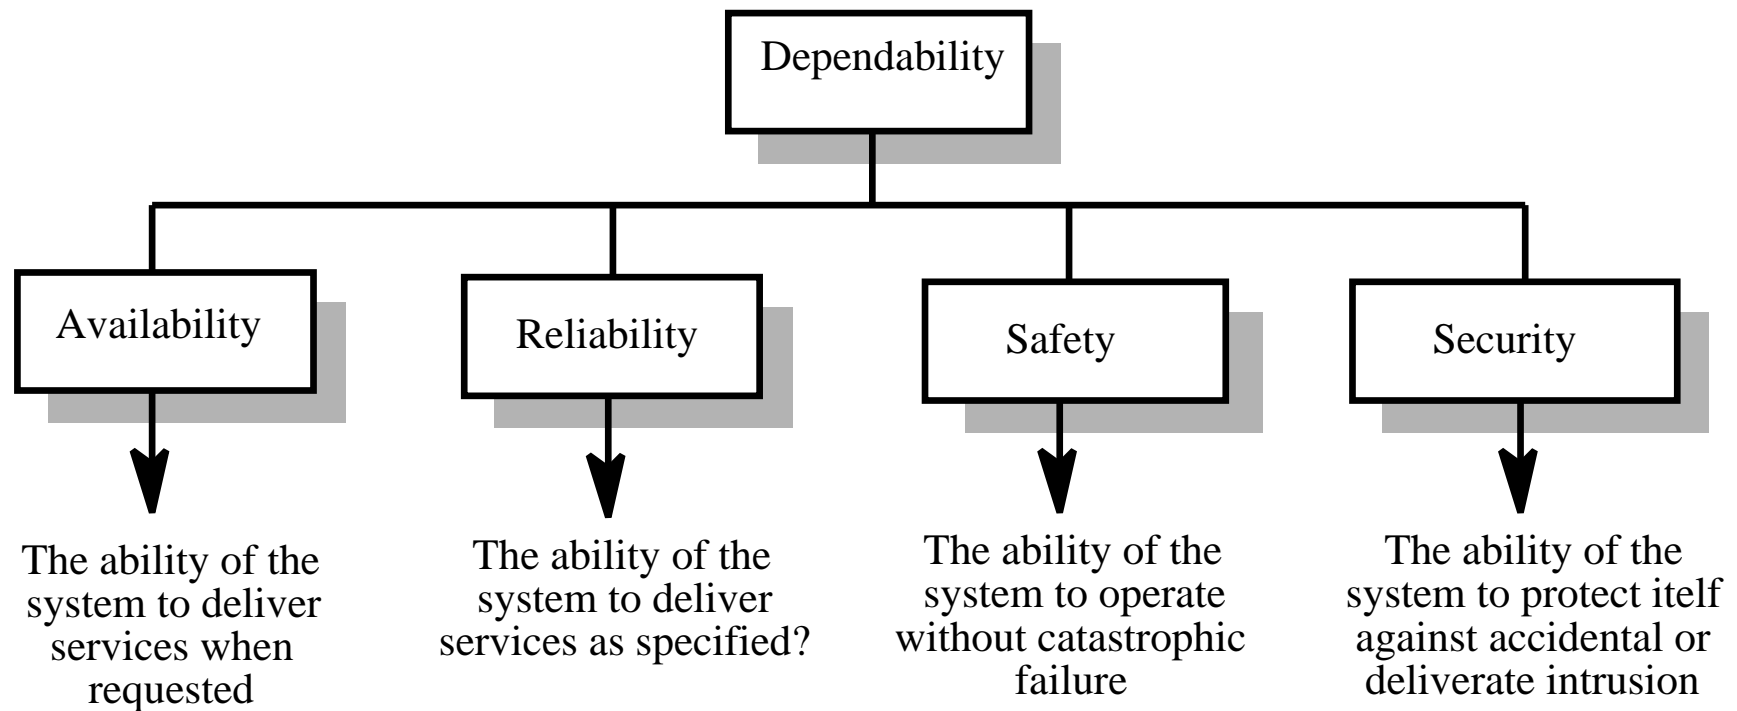 Dependability
Availability
Reliability
Safety
Security
The ability of the
system to deliver
services when
requested
The ability of the
system to deliver
services as specified?
The ability of the
system to operate
without catastrophic
failure
The ability of the
system to protect itelf
against accidental or
deliverate intrusion